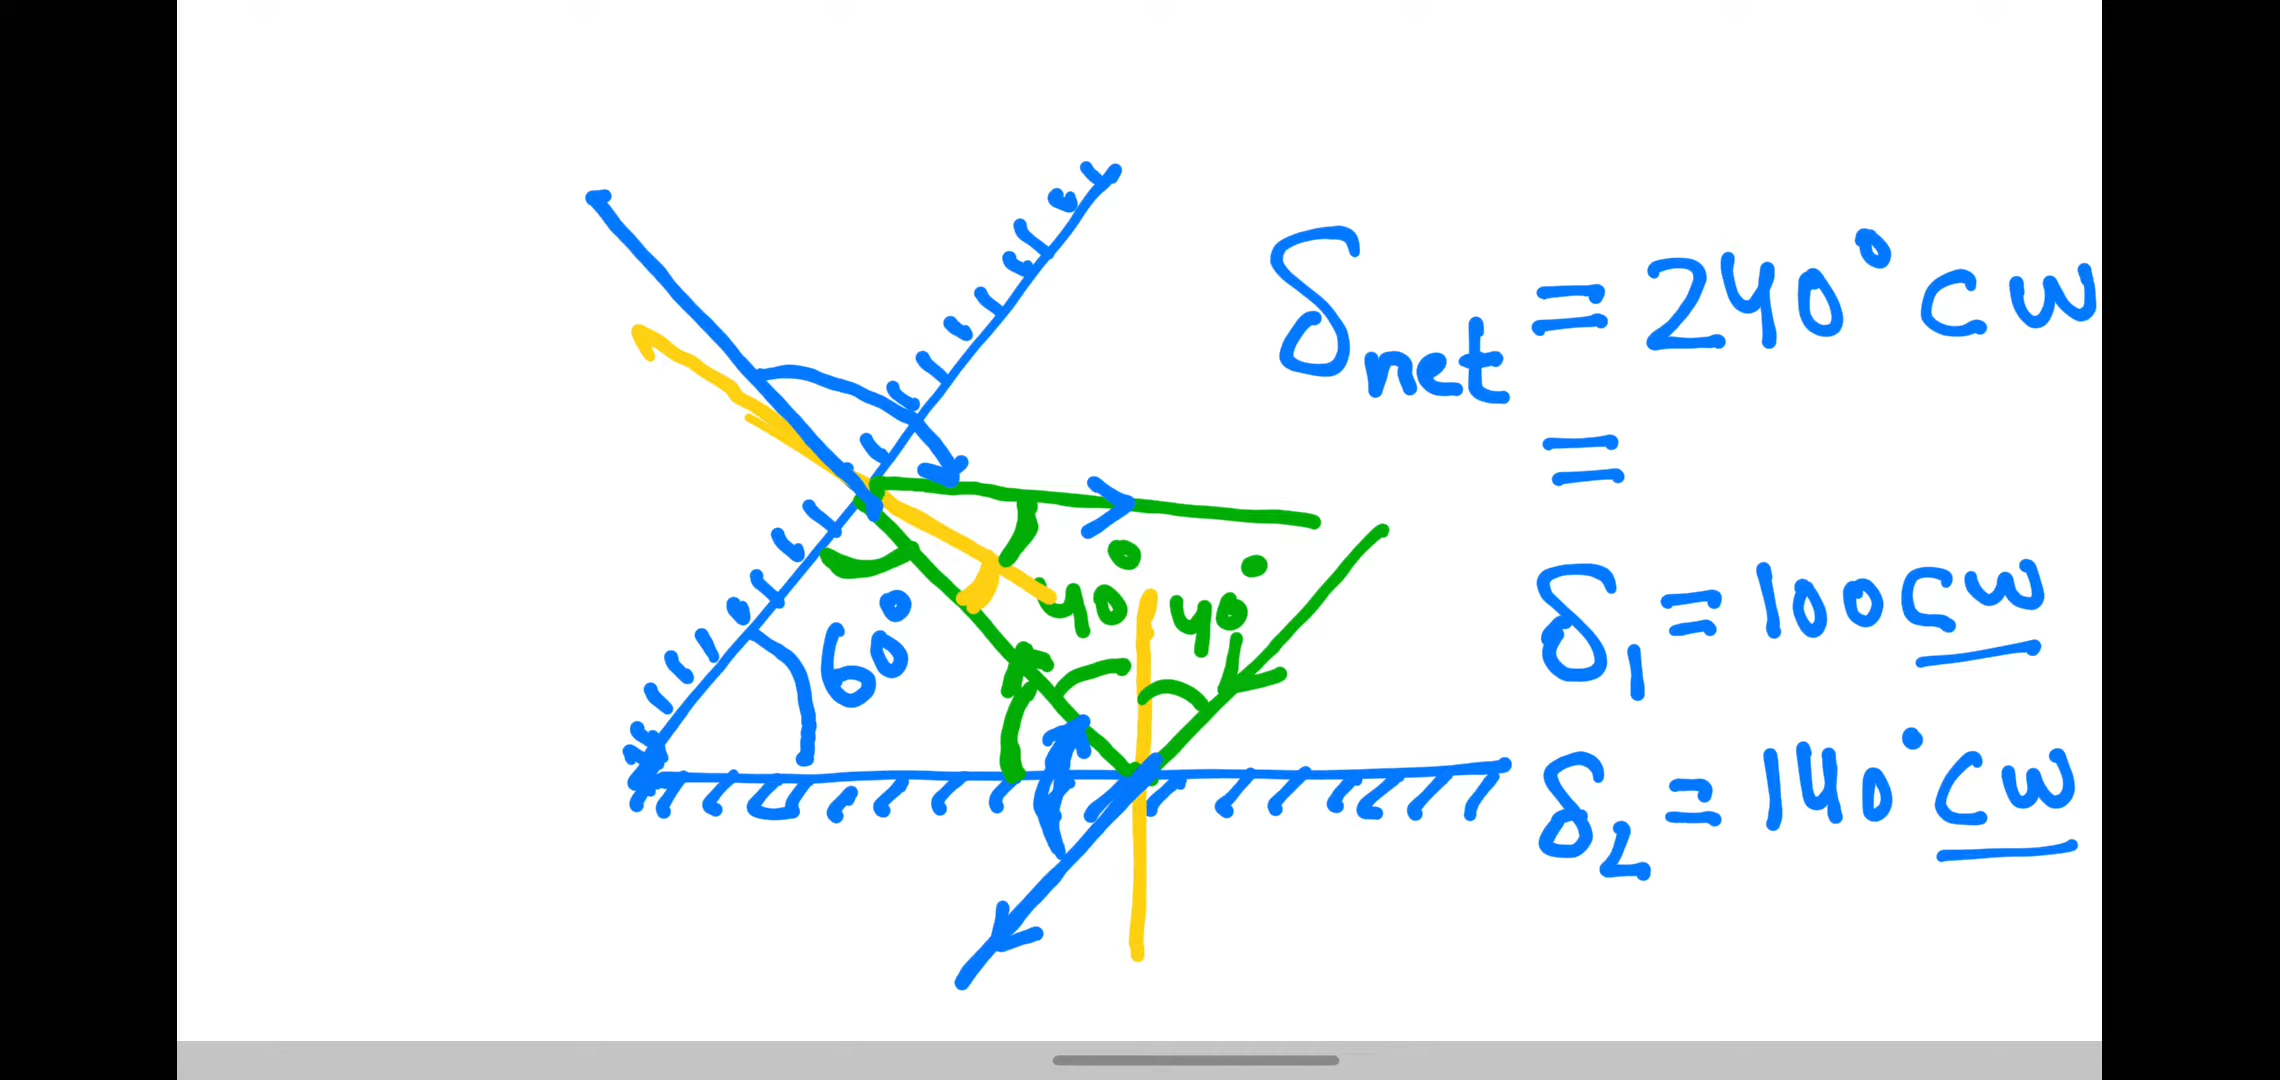 δnet = 240° cw
=
40° 40°
60°
δ1 = 100 cw
δ2 = 140° cw